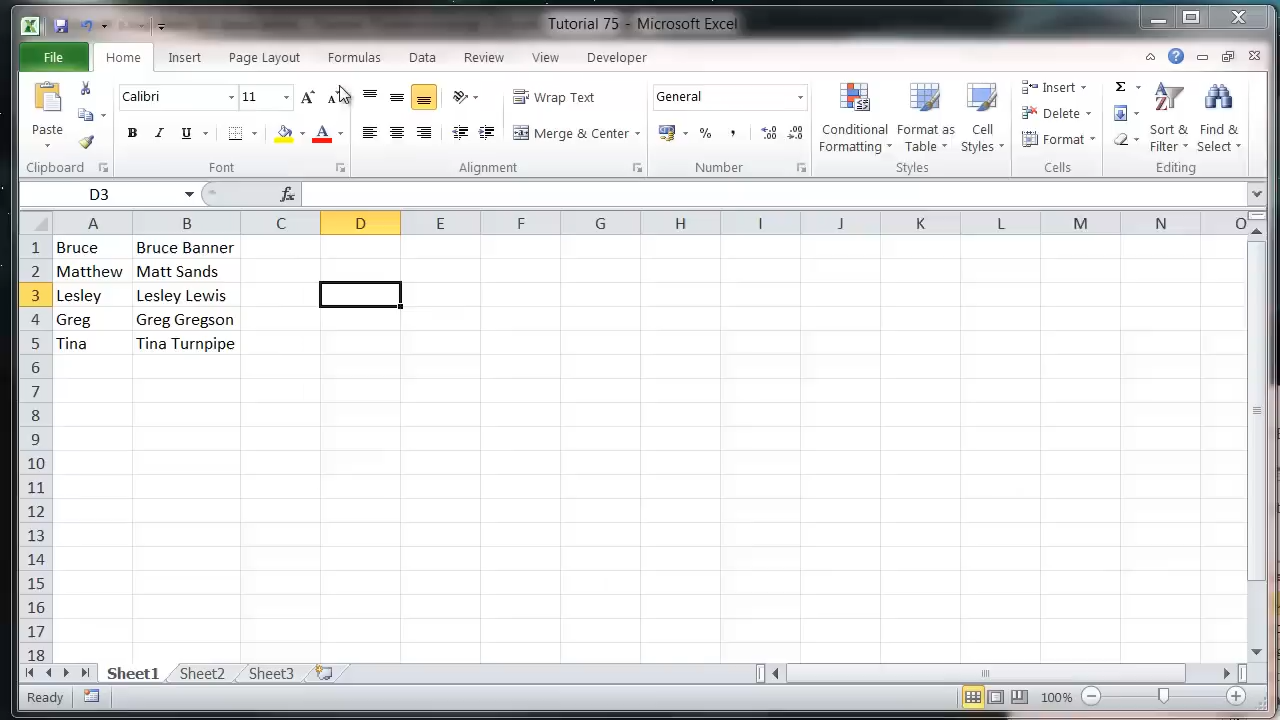 Tutorial 75 - Microsoft Excel
File Home Insert Page Layout Formulas Data Review View Developer
Calibri 11 Wrap Text General Insert Σ
Paste B I U A Merge & Center % , Conditional Formatting Format as Table Cell Styles Delete Format Sort & Filter Find & Select
Clipboard Font Alignment Number Styles Cells Editing
D3 fx
A B C D E F G H I J K L M N O
1 Bruce Bruce Banner
2 Matthew Matt Sands
3 Lesley Lesley Lewis
4 Greg Greg Gregson
5 Tina Tina Turnpipe
6
7
8
9
10
11
12
13
14
15
16
17
18
Sheet1 Sheet2 Sheet3
Ready 100%